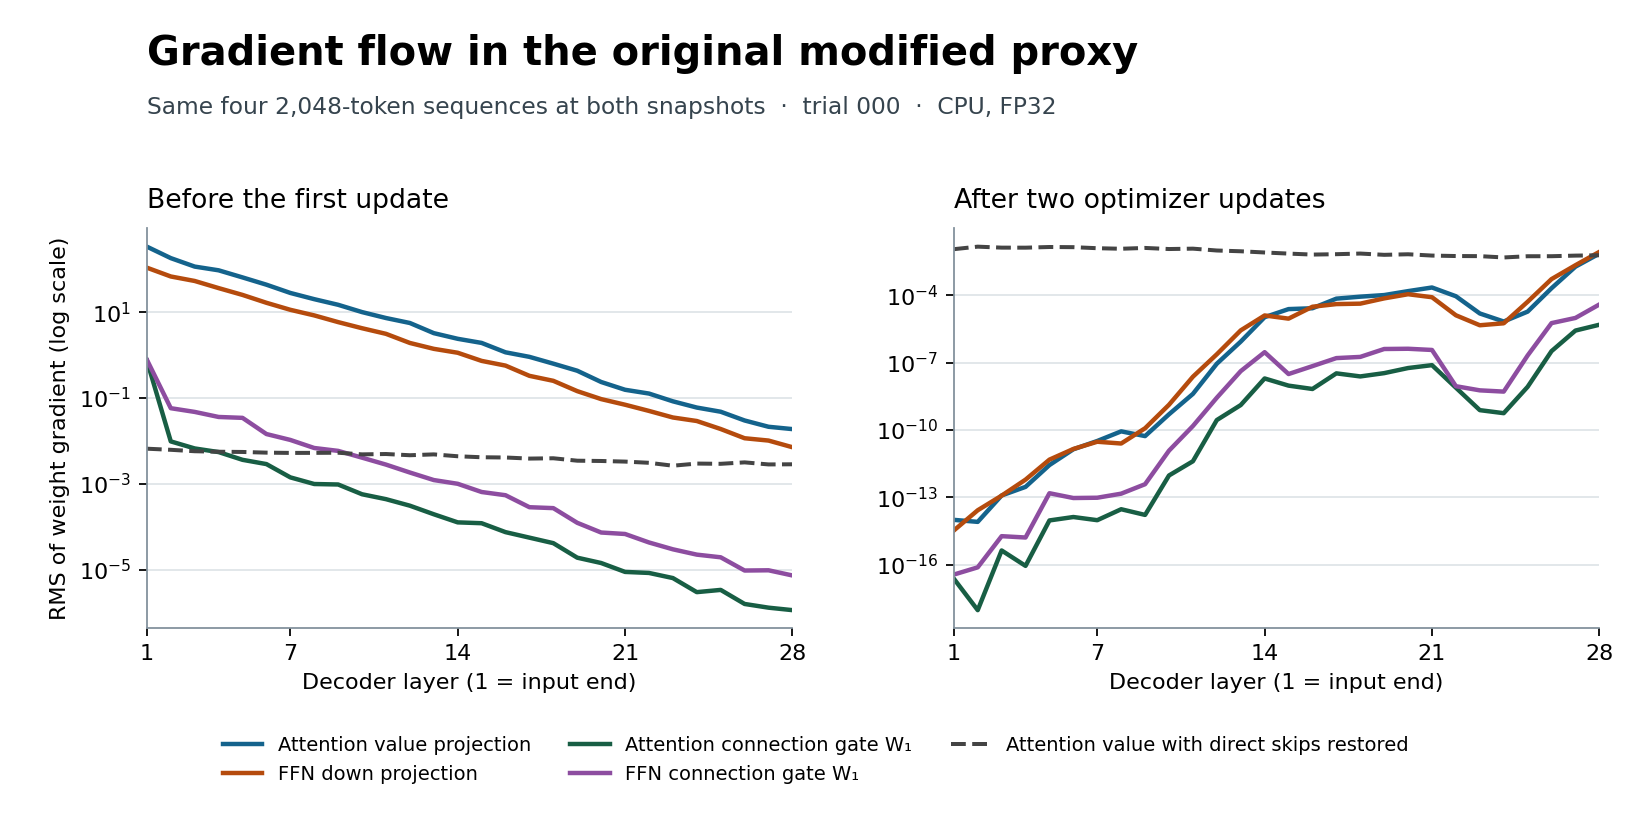 Gradient flow in the original modified proxy
Same four 2,048-token sequences at both snapshots · trial 000 · CPU, FP32
Before the first update
RMS of weight gradient (log scale)
10¹
10⁻¹
10⁻³
10⁻⁵
1 7 14 21 28
Decoder layer (1 = input end)
After two optimizer updates
10⁻⁴
10⁻⁷
10⁻¹⁰
10⁻¹³
10⁻¹⁶
1 7 14 21 28
Decoder layer (1 = input end)
Attention value projection
FFN down projection
Attention connection gate W₁
FFN connection gate W₁
Attention value with direct skips restored